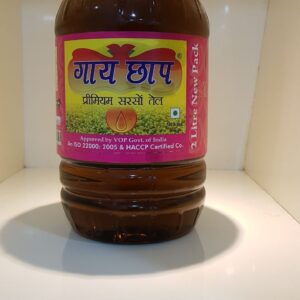 गाय छाप
प्रीमियम सरसों तेल
Approved by VOP Govt. of India
An ISO 22000: 2005 & HACCP Certified Co.
2 Litre New Pack